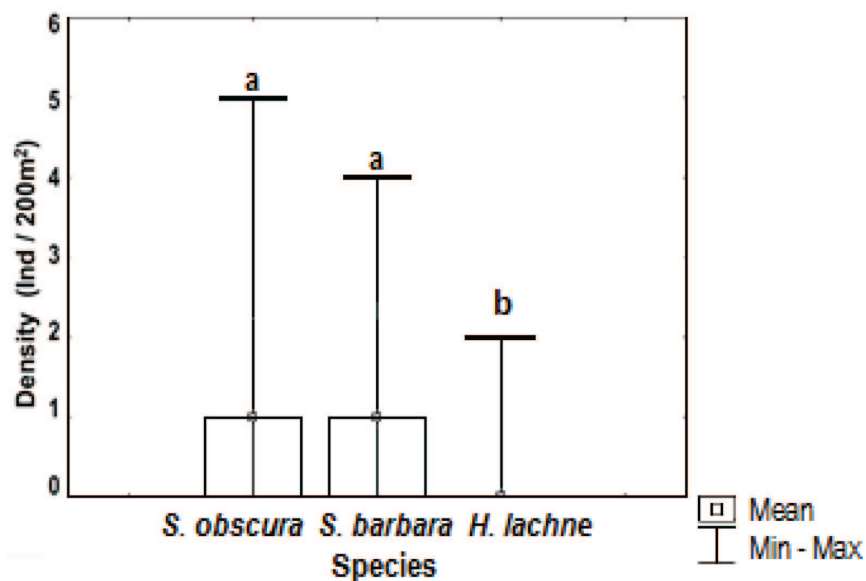 6
5
4
3
2
1
0
Density (Ind / 200m²)
a
a
b
S. obscura S. barbara H. lachne
Species
Mean
Min - Max